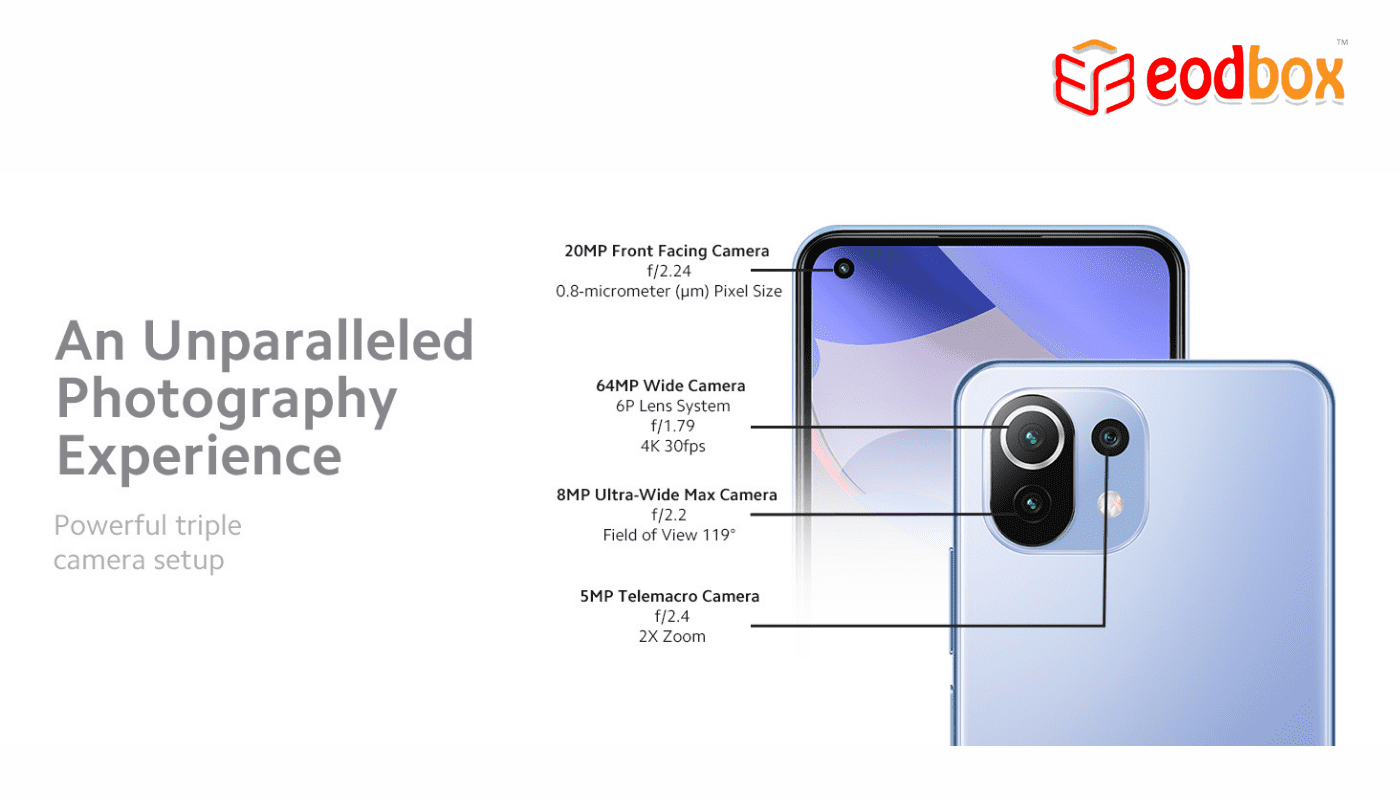 eodbox
TM
20MP Front Facing Camera
f/2.24
0.8-micrometer (μm) Pixel Size
An Unparalleled
Photography
Experience
Powerful triple
camera setup
64MP Wide Camera
6P Lens System
f/1.79
4K 30fps
8MP Ultra-Wide Max Camera
f/2.2
Field of View 119°
5MP Telemacro Camera
f/2.4
2X Zoom